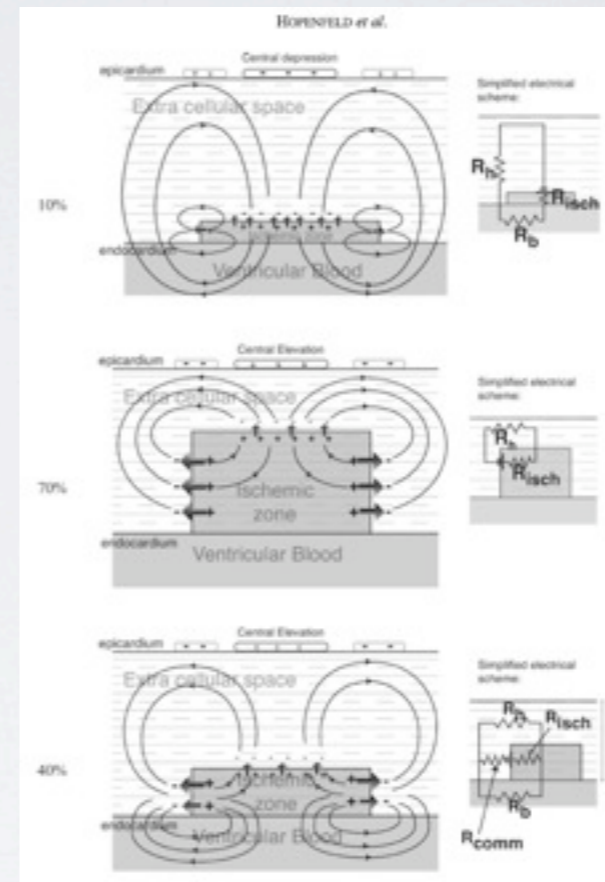 HOPENFELD et al.
Central depression
epicardium
Extra cellular space
Simplified electrical
scheme:
10%
Rh
Risch
Rb
endocardium
Ventricular Blood
Central Elevation
epicardium
Extra cellular space
Simplified electrical
scheme:
Risch
70%
Ischemic
zone
endocardium
Ventricular Blood
Central Elevation
epicardium
Extra cellular space
Simplified electrical
scheme:
Rh
Risch
40%
Ischemic
zone
Rb
endocardium
Ventricular Blood
Rcomm